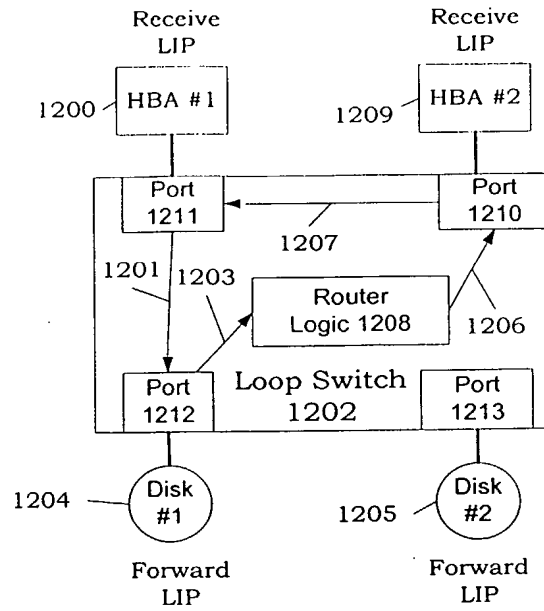 Receive
LIP
Receive
LIP
1200
HBA #1
1209
HBA #2
Port
1211
Port
1210
1207
1201
1203
Router
Logic 1208
1206
Port
1212
Loop Switch
1202
Port
1213
1204
Disk
#1
1205
Disk
#2
Forward
LIP
Forward
LIP